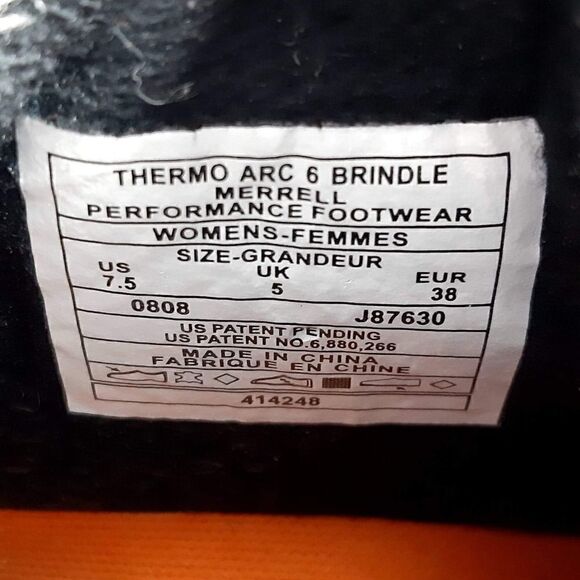 THERMO ARC 6 BRINDLE
MERRELL
PERFORMANCE FOOTWEAR
WOMENS-FEMMES
SIZE-GRANDEUR
US UK EUR
7.5 5 38
0808 J87630
US PATENT PENDING
US PATENT NO.6,880,266
MADE IN CHINA
FABRIQUE EN CHINE
414248